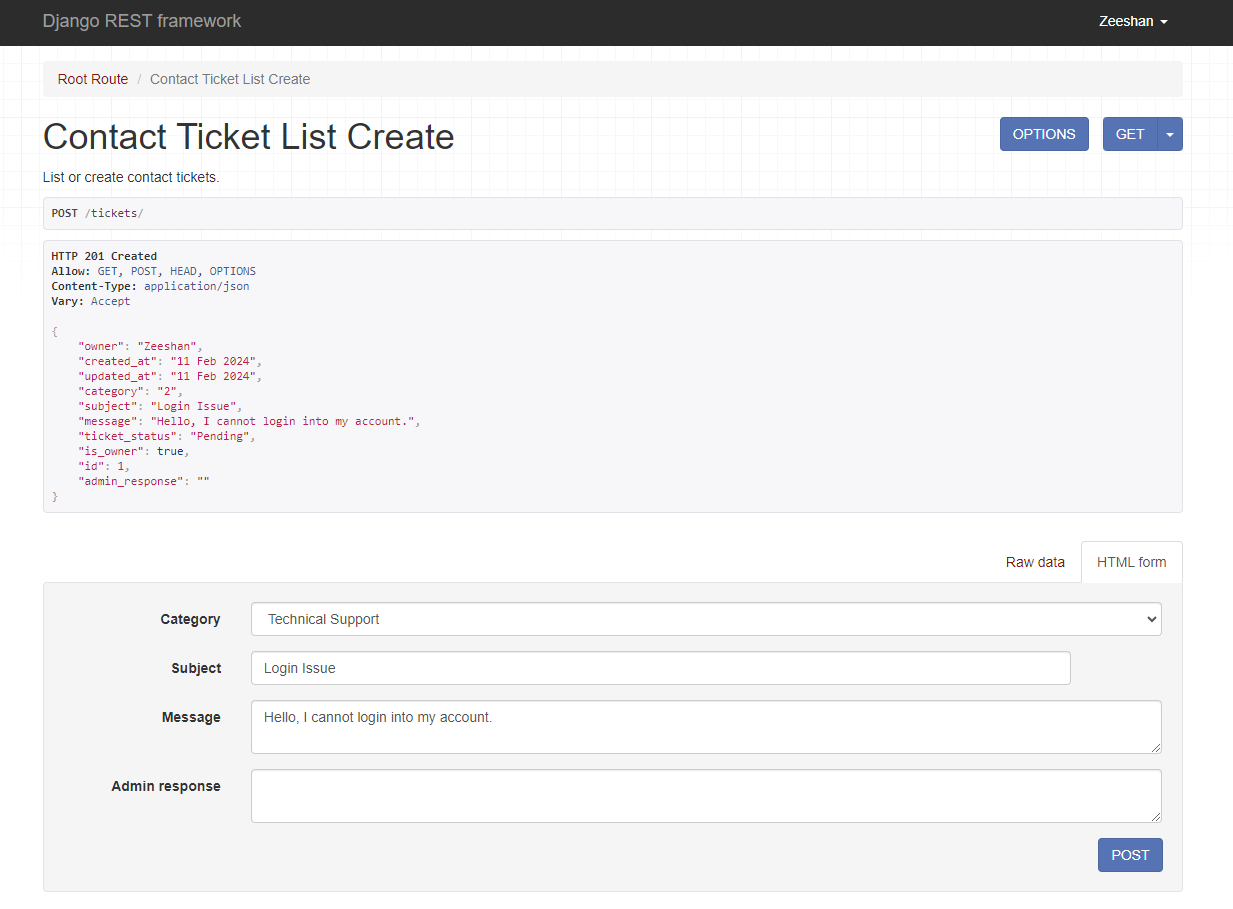 Django REST framework
Zeeshan
Root Route / Contact Ticket List Create
Contact Ticket List Create
OPTIONS
GET
List or create contact tickets.
POST /tickets/
HTTP 201 Created
Allow: GET, POST, HEAD, OPTIONS
Content-Type: application/json
Vary: Accept
{
    "owner": "Zeeshan",
    "created_at": "11 Feb 2024",
    "updated_at": "11 Feb 2024",
    "category": "2",
    "subject": "Login Issue",
    "message": "Hello, I cannot login into my account.",
    "ticket_status": "Pending",
    "is_owner": true,
    "id": 1,
    "admin_response": ""
}
Raw data
HTML form
Category
Technical Support
Subject
Login Issue
Message
Hello, I cannot login into my account.
Admin response
POST